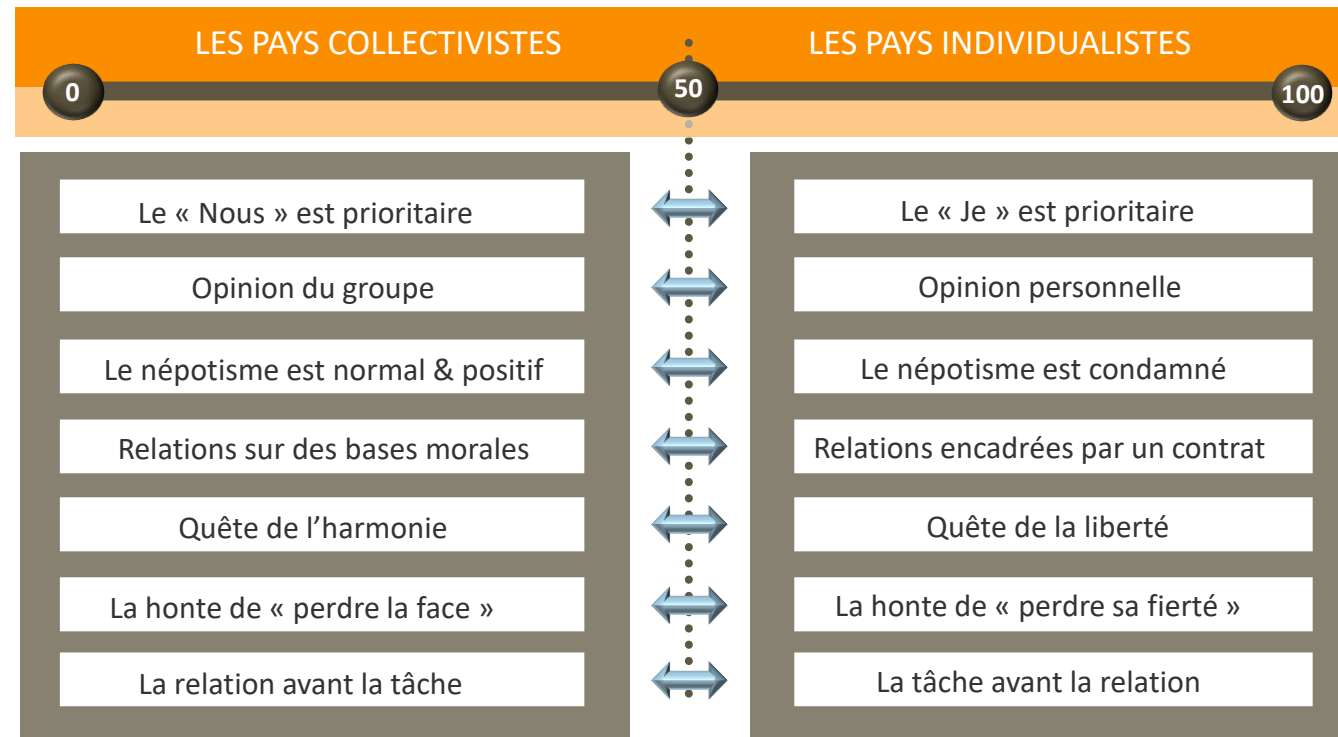 LES PAYS COLLECTIVISTES LES PAYS INDIVIDUALISTES
0 50 100
Le « Nous » est prioritaire Le « Je » est prioritaire
Opinion du groupe Opinion personnelle
Le népotisme est normal & positif Le népotisme est condamné
Relations sur des bases morales Relations encadrées par un contrat
Quête de l’harmonie Quête de la liberté
La honte de « perdre la face » La honte de « perdre sa fierté »
La relation avant la tâche La tâche avant la relation